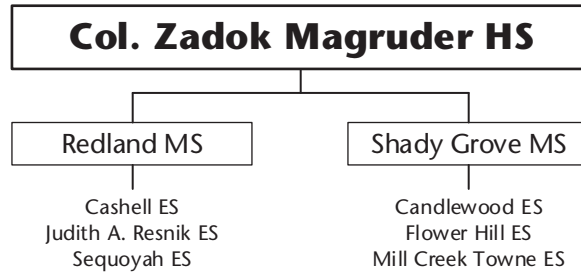 Col. Zadok Magruder HS
Redland MS
Shady Grove MS
Cashell ES
Judith A. Resnik ES
Sequoyah ES
Candlewood ES
Flower Hill ES
Mill Creek Towne ES